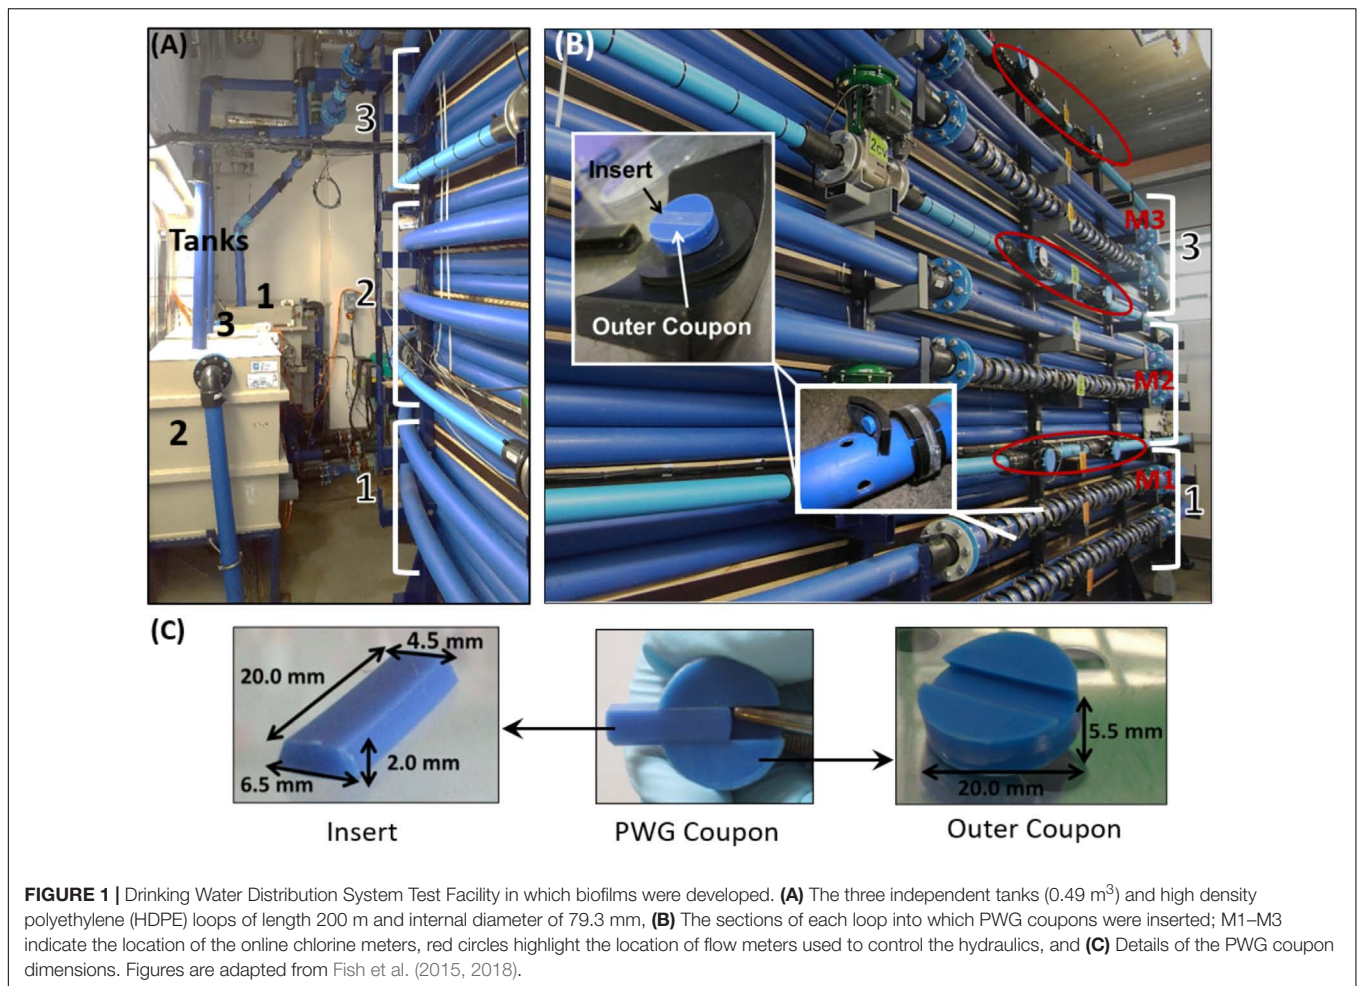 (A)
3
Tanks
1
3
2
2
1
(B)
2cv
Insert
Outer Coupon
M3
3
M2
M1
1
(C)
4.5 mm
20.0 mm
2.0 mm
6.5 mm
Insert
PWG Coupon
5.5 mm
20.0 mm
Outer Coupon
FIGURE 1 | Drinking Water Distribution System Test Facility in which biofilms were developed. (A) The three independent tanks (0.49 m³) and high density
polyethylene (HDPE) loops of length 200 m and internal diameter of 79.3 mm, (B) The sections of each loop into which PWG coupons were inserted; M1–M3
indicate the location of the online chlorine meters, red circles highlight the location of flow meters used to control the hydraulics, and (C) Details of the PWG coupon
dimensions. Figures are adapted from Fish et al. (2015, 2018).